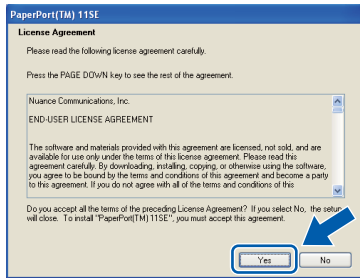 PaperPort(TM) 11SE
License Agreement
Please read the following license agreement carefully.
Press the PAGE DOWN key to see the rest of the agreement.
Nuance Communications, Inc.
END-USER LICENSE AGREEMENT
The software and materials provided with this agreement are licensed, not sold, and are
available for use only under the terms of this license agreement. Please read this
agreement carefully. By downloading, installing, copying, or otherwise using the software,
you agree to be bound by the terms and conditions of this agreement and become a party
to this agreement. If you do not agree with all of the terms and conditions of this
Do you accept all the terms of the preceding License Agreement? If you select No, the setup
will close. To install "PaperPort(TM) 11SE", you must accept this agreement.
Yes No